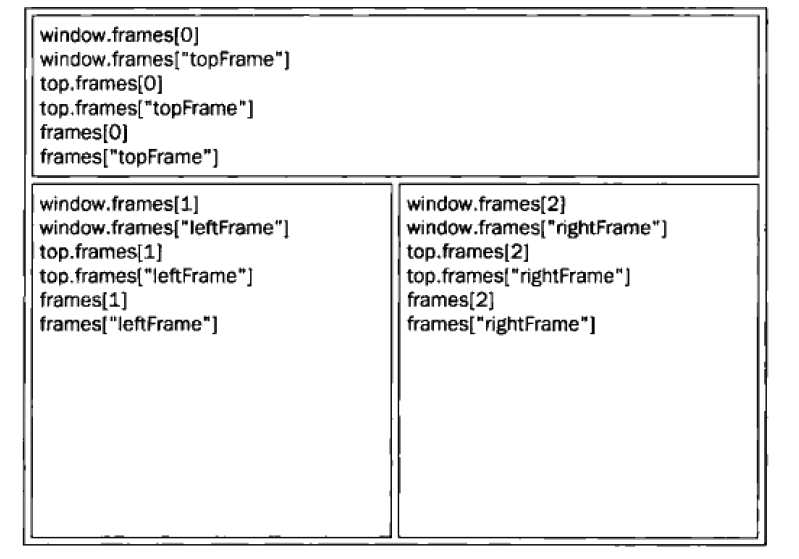 window.frames[0]
window.frames["topFrame"]
top.frames[0]
top.frames["topFrame"]
frames[0]
frames["topFrame"]
window.frames[1]
window.frames["leftFrame"]
top.frames[1]
top.frames["leftFrame"]
frames[1]
frames["leftFrame"]
window.frames[2]
window.frames["rightFrame"]
top.frames[2]
top.frames["rightFrame"]
frames[2]
frames["rightFrame"]